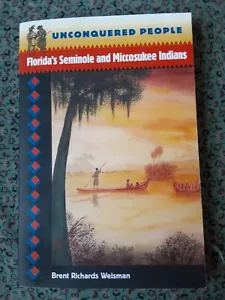 UNCONQUERED PEOPLE
Florida's Seminole and Miccosukee Indians
Brent Richards Weisman